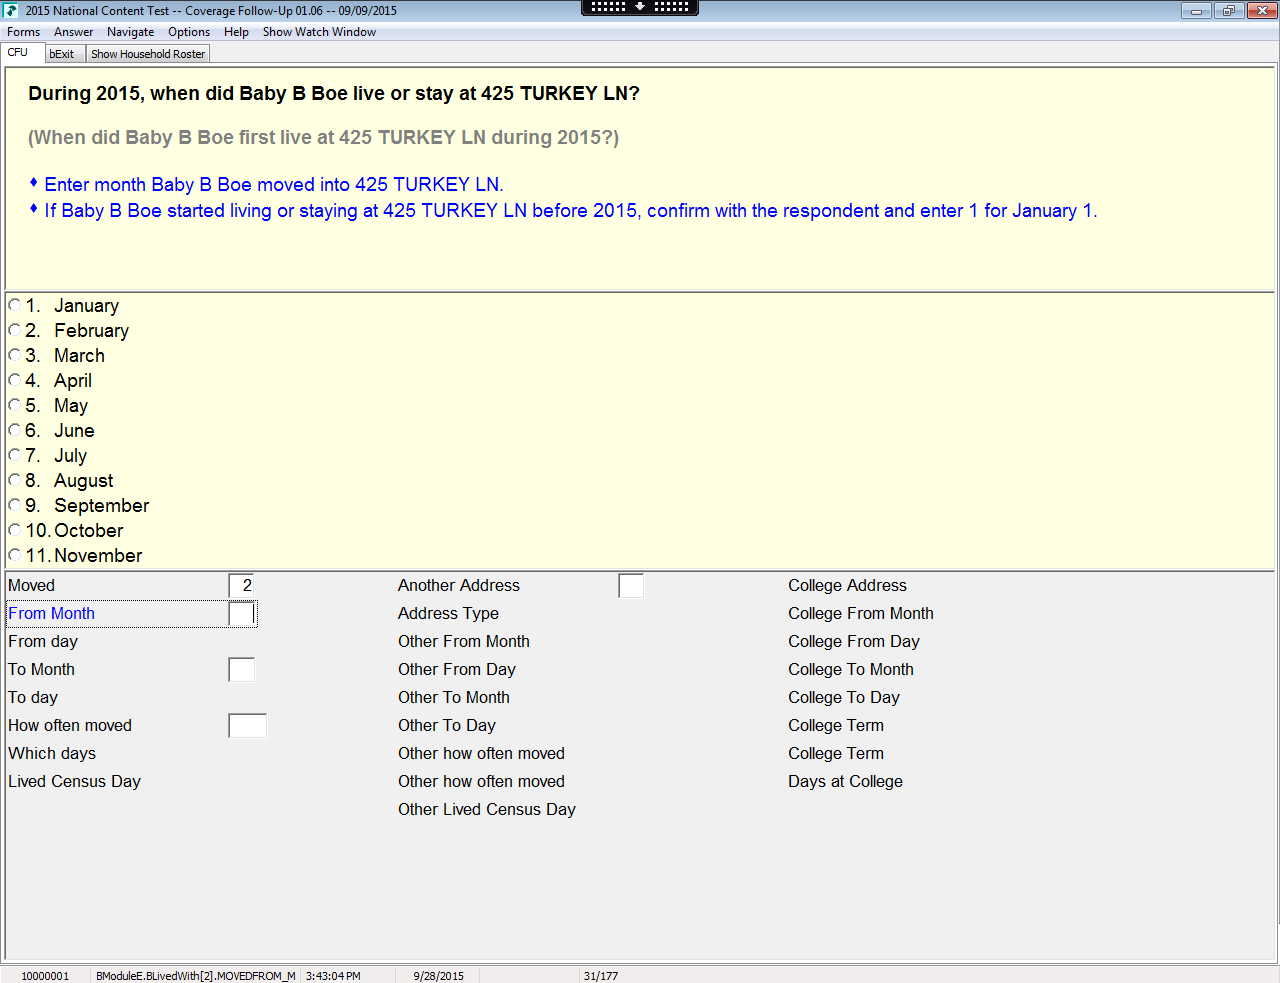 2015 National Content Test -- Coverage Follow-Up 01.06 -- 09/09/2015
Forms Answer Navigate Options Help Show Watch Window
CFU bExit Show Household Roster
During 2015, when did Baby B Boe live or stay at 425 TURKEY LN?
(When did Baby B Boe first live at 425 TURKEY LN during 2015?)
Enter month Baby B Boe moved into 425 TURKEY LN.
If Baby B Boe started living or staying at 425 TURKEY LN before 2015, confirm with the respondent and enter 1 for January 1.
1. January
2. February
3. March
4. April
5. May
6. June
7. July
8. August
9. September
10. October
11. November
Moved 2 Another Address College Address
From Month Address Type College From Month
From day Other From Month College From Day
To Month Other From Day College To Month
To day Other To Month College To Day
How often moved Other To Day College Term
Which days Other how often moved College Term
Lived Census Day Other how often moved Days at College
Other Lived Census Day
10000001 BModuleE.BLivedWith[2].MOVEDFROM_M 3:43:04 PM 9/28/2015 31/177